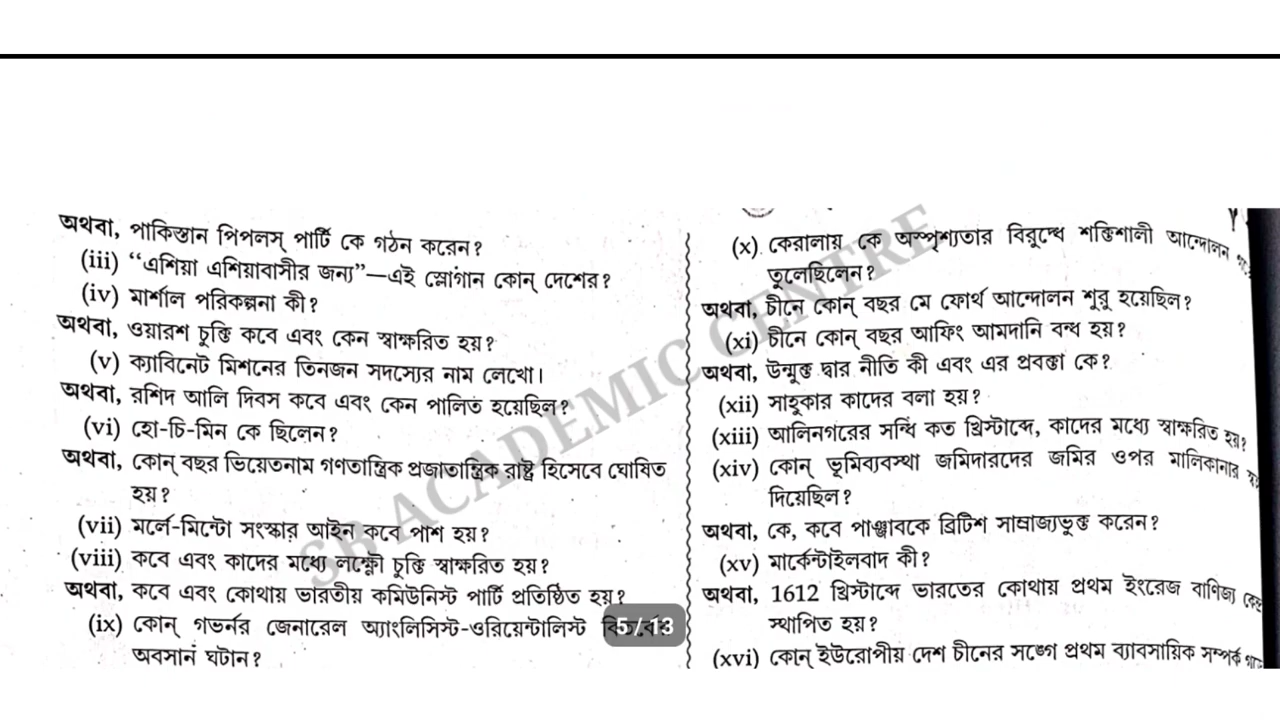 অথবা, পাকিস্তান পিপলস্ পার্টি কে গঠন করেন?
(iii) “এশিয়া এশিয়াবাসীর জন্য”—এই স্লোগান কোন্ দেশের?
(iv) মার্শাল পরিকল্পনা কী?
অথবা, ওয়ারশ চুক্তি কবে এবং কেন স্বাক্ষরিত হয়?
(v) ক্যাবিনেট মিশনের তিনজন সদস্যের নাম লেখো।
অথবা, রশিদ আলি দিবস কবে এবং কেন পালিত হয়েছিল?
(vi) হো-চি-মিন কে ছিলেন?
অথবা, কোন্ বছর ভিয়েতনাম গণতান্ত্রিক প্রজাতান্ত্রিক রাষ্ট্র হিসেবে ঘোষিত
হয়?
(vii) মর্লে-মিন্টো সংস্কার আইন কবে পাশ হয়?
(viii) কবে এবং কাদের মধ্যে লক্ষ্ণৌ চুক্তি স্বাক্ষরিত হয়?
অথবা, কবে এবং কোথায় ভারতীয় কমিউনিস্ট পার্টি প্রতিষ্ঠিত হয়?
(ix) কোন্ গভর্নর জেনারেল অ্যাংলিসিস্ট-ওরিয়েন্টালিস্ট
অবসান ঘটান?
(x) কেরালায় কে অস্পৃশ্যতার বিরুদ্ধে শক্তিশালী আন্দোলন
তুলেছিলেন?
অথবা, চীনে কোন্ বছর মে ফোর্থ আন্দোলন শুরু হয়েছিল?
(xi) চীনে কোন্ বছর আফিং আমদানি বন্ধ হয়?
অথবা, উন্মুক্ত দ্বার নীতি কী এবং এর প্রবক্তা কে?
(xii) সাহুকার কাদের বলা হয়?
(xiii) আলিনগরের সন্ধি কত খ্রিস্টাব্দে, কাদের মধ্যে স্বাক্ষরিত হয়?
(xiv) কোন্ ভূমিব্যবস্থা জমিদারদের জমির ওপর মালিকানার
দিয়েছিল?
অথবা, কে, কবে পাঞ্জাবকে ব্রিটিশ সাম্রাজ্যভুক্ত করেন?
(xv) মার্কেন্টাইলবাদ কী?
অথবা, 1612 খ্রিস্টাব্দে ভারতের কোথায় প্রথম ইংরেজ বাণিজ্য
স্থাপিত হয়?
(xvi) কোন্ ইউরোপীয় দেশ চীনের সঙ্গে প্রথম ব্যাবসায়িক সম্পর্ক
SB ACADEMIC CENTRE
5 / 13